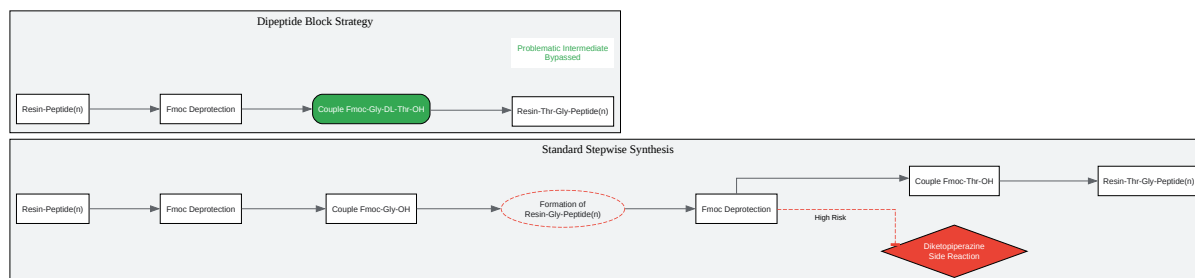 Dipeptide Block Strategy
Problematic Intermediate
Bypassed
Resin-Peptide(n)
Fmoc Deprotection
Couple Fmoc-Gly-DL-Thr-OH
Resin-Thr-Gly-Peptide(n)
Standard Stepwise Synthesis
Resin-Peptide(n)
Fmoc Deprotection
Couple Fmoc-Gly-OH
Formation of
Resin-Gly-Peptide(n)
Fmoc Deprotection
High Risk
Couple Fmoc-Thr-OH
Resin-Thr-Gly-Peptide(n)
Diketopiperazine
Side Reaction